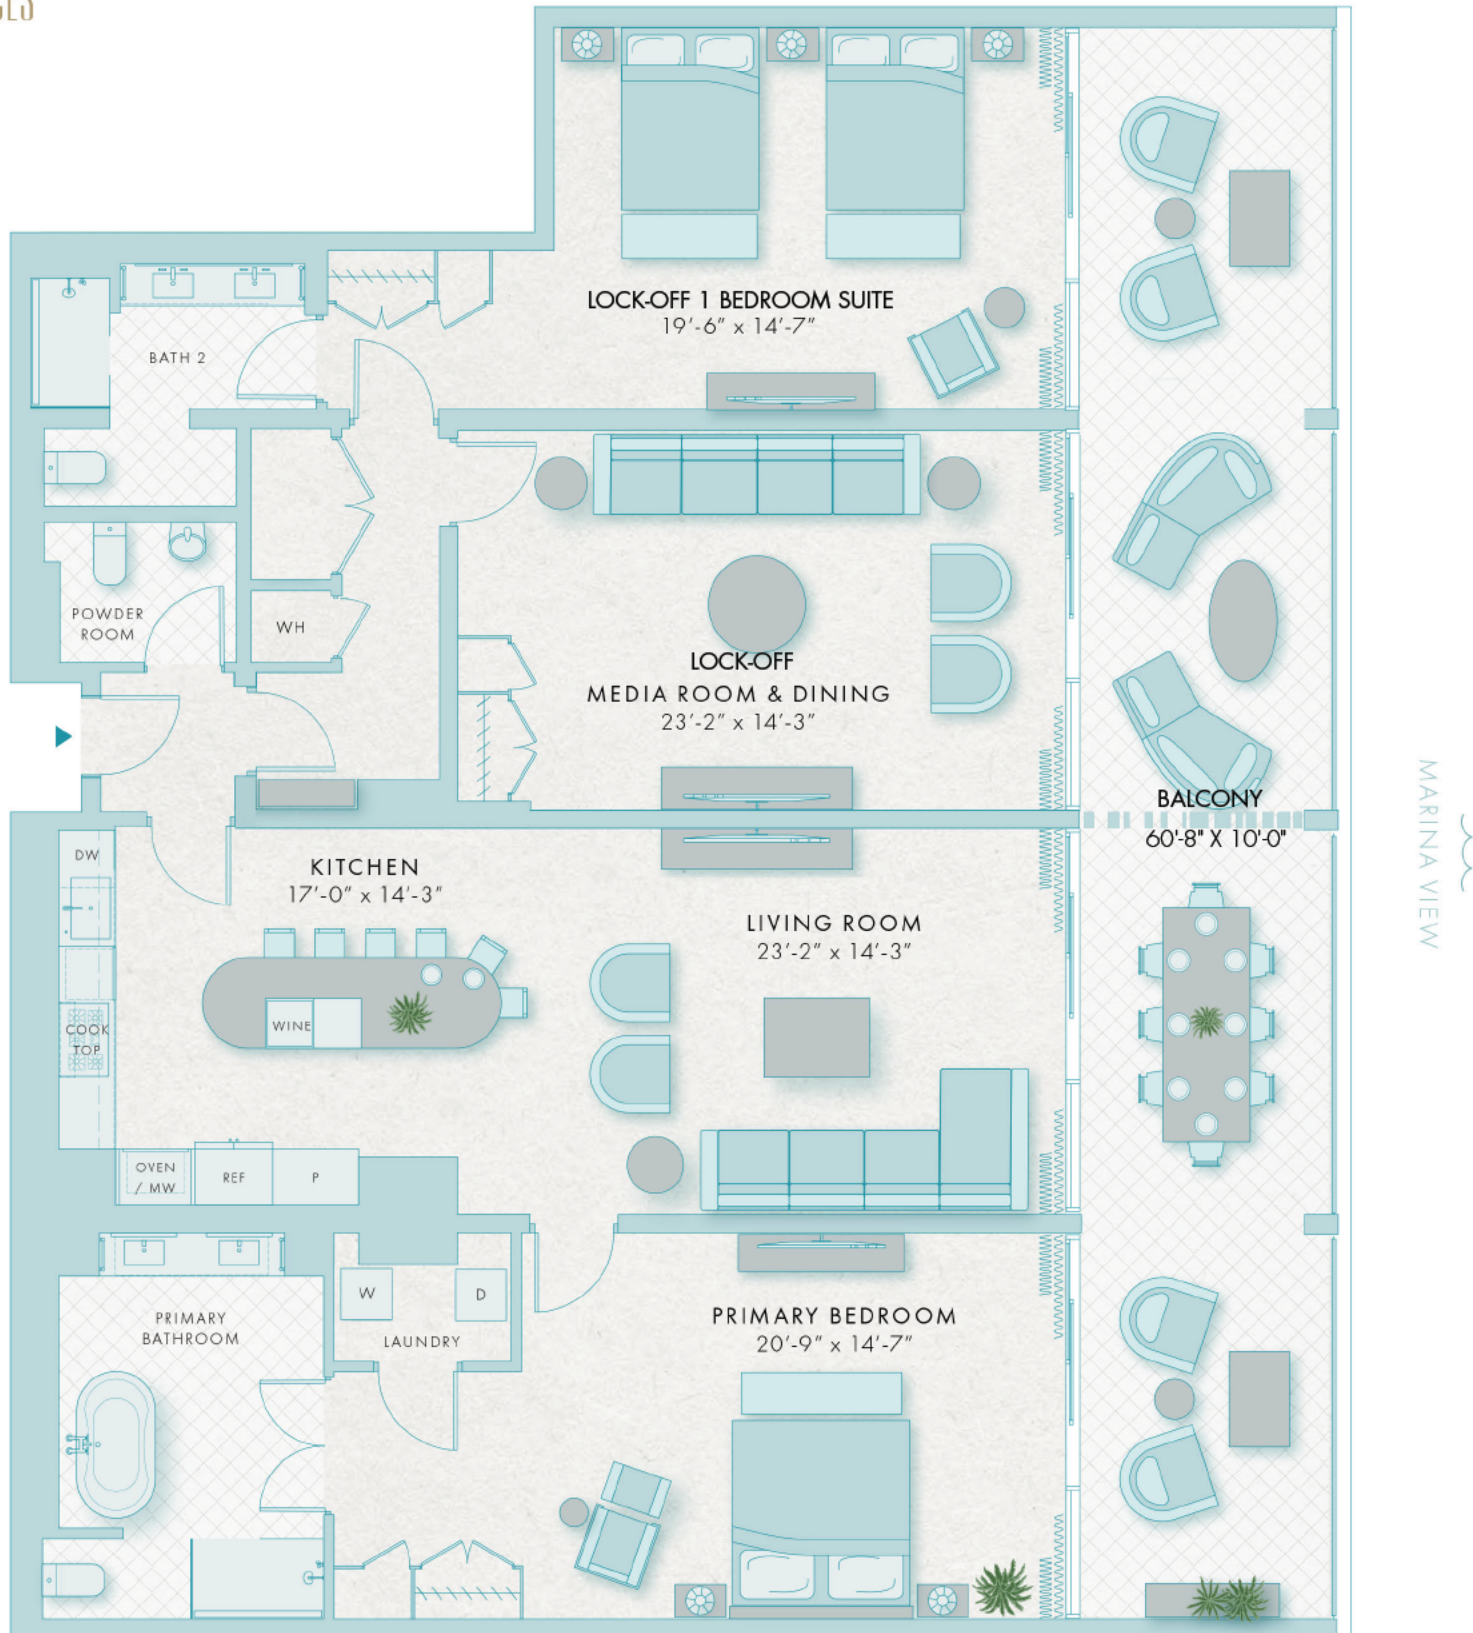 LOCK-OFF 1 BEDROOM SUITE
19'-6" x 14'-7"
BATH 2
POWDER
ROOM
WH
LOCK-OFF
MEDIA ROOM & DINING
23'-2" x 14'-3"
BALCONY
60'-8" X 10'-0"
MARINA VIEW
DW
KITCHEN
17'-0" x 14'-3"
LIVING ROOM
23'-2" x 14'-3"
WINE
COOK
TOP
OVEN
/ MW
REF
P
W
D
LAUNDRY
PRIMARY
BATHROOM
PRIMARY BEDROOM
20'-9" x 14'-7"